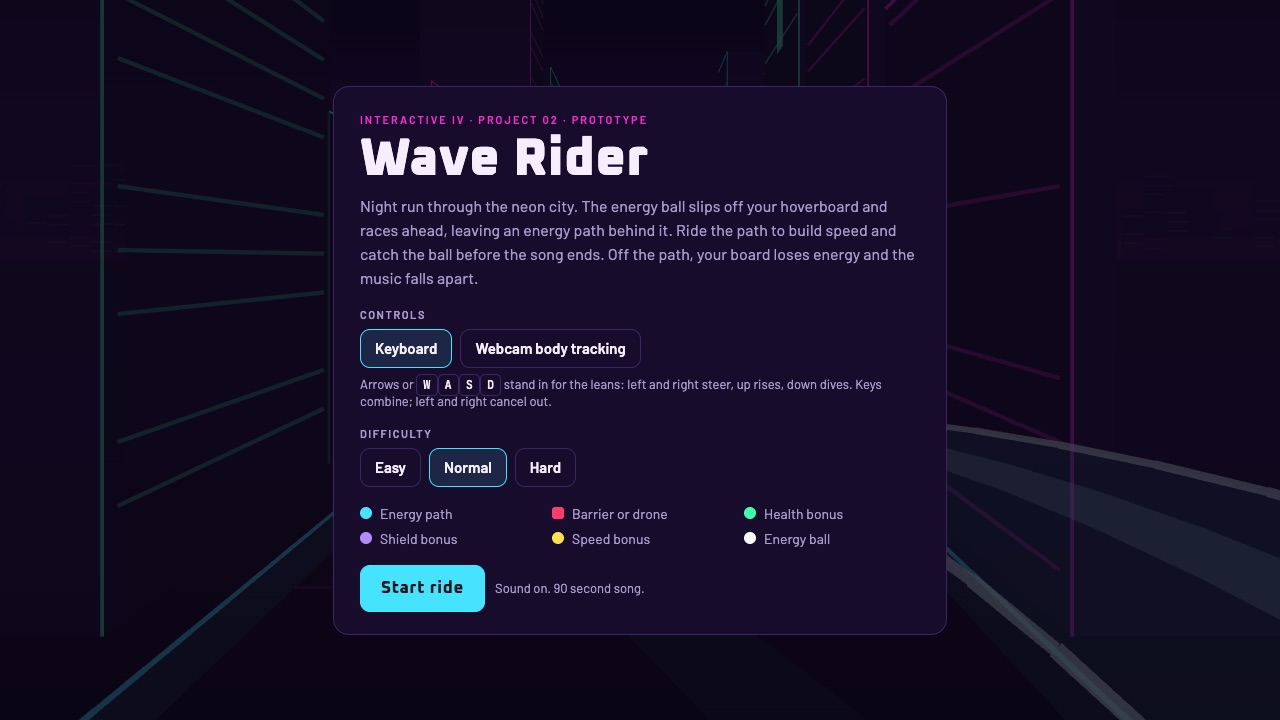 INTERACTIVE IV · PROJECT 02 · PROTOTYPE
Wave Rider
Night run through the neon city. The energy ball slips off your hoverboard and
races ahead, leaving an energy path behind it. Ride the path to build speed and
catch the ball before the song ends. Off the path, your board loses energy and the
music falls apart.
CONTROLS
Keyboard Webcam body tracking
Arrows or W A S D stand in for the leans: left and right steer, up rises, down dives. Keys
combine; left and right cancel out.
DIFFICULTY
Easy Normal Hard
Energy path Barrier or drone Health bonus
Shield bonus Speed bonus Energy ball
Start ride Sound on. 90 second song.